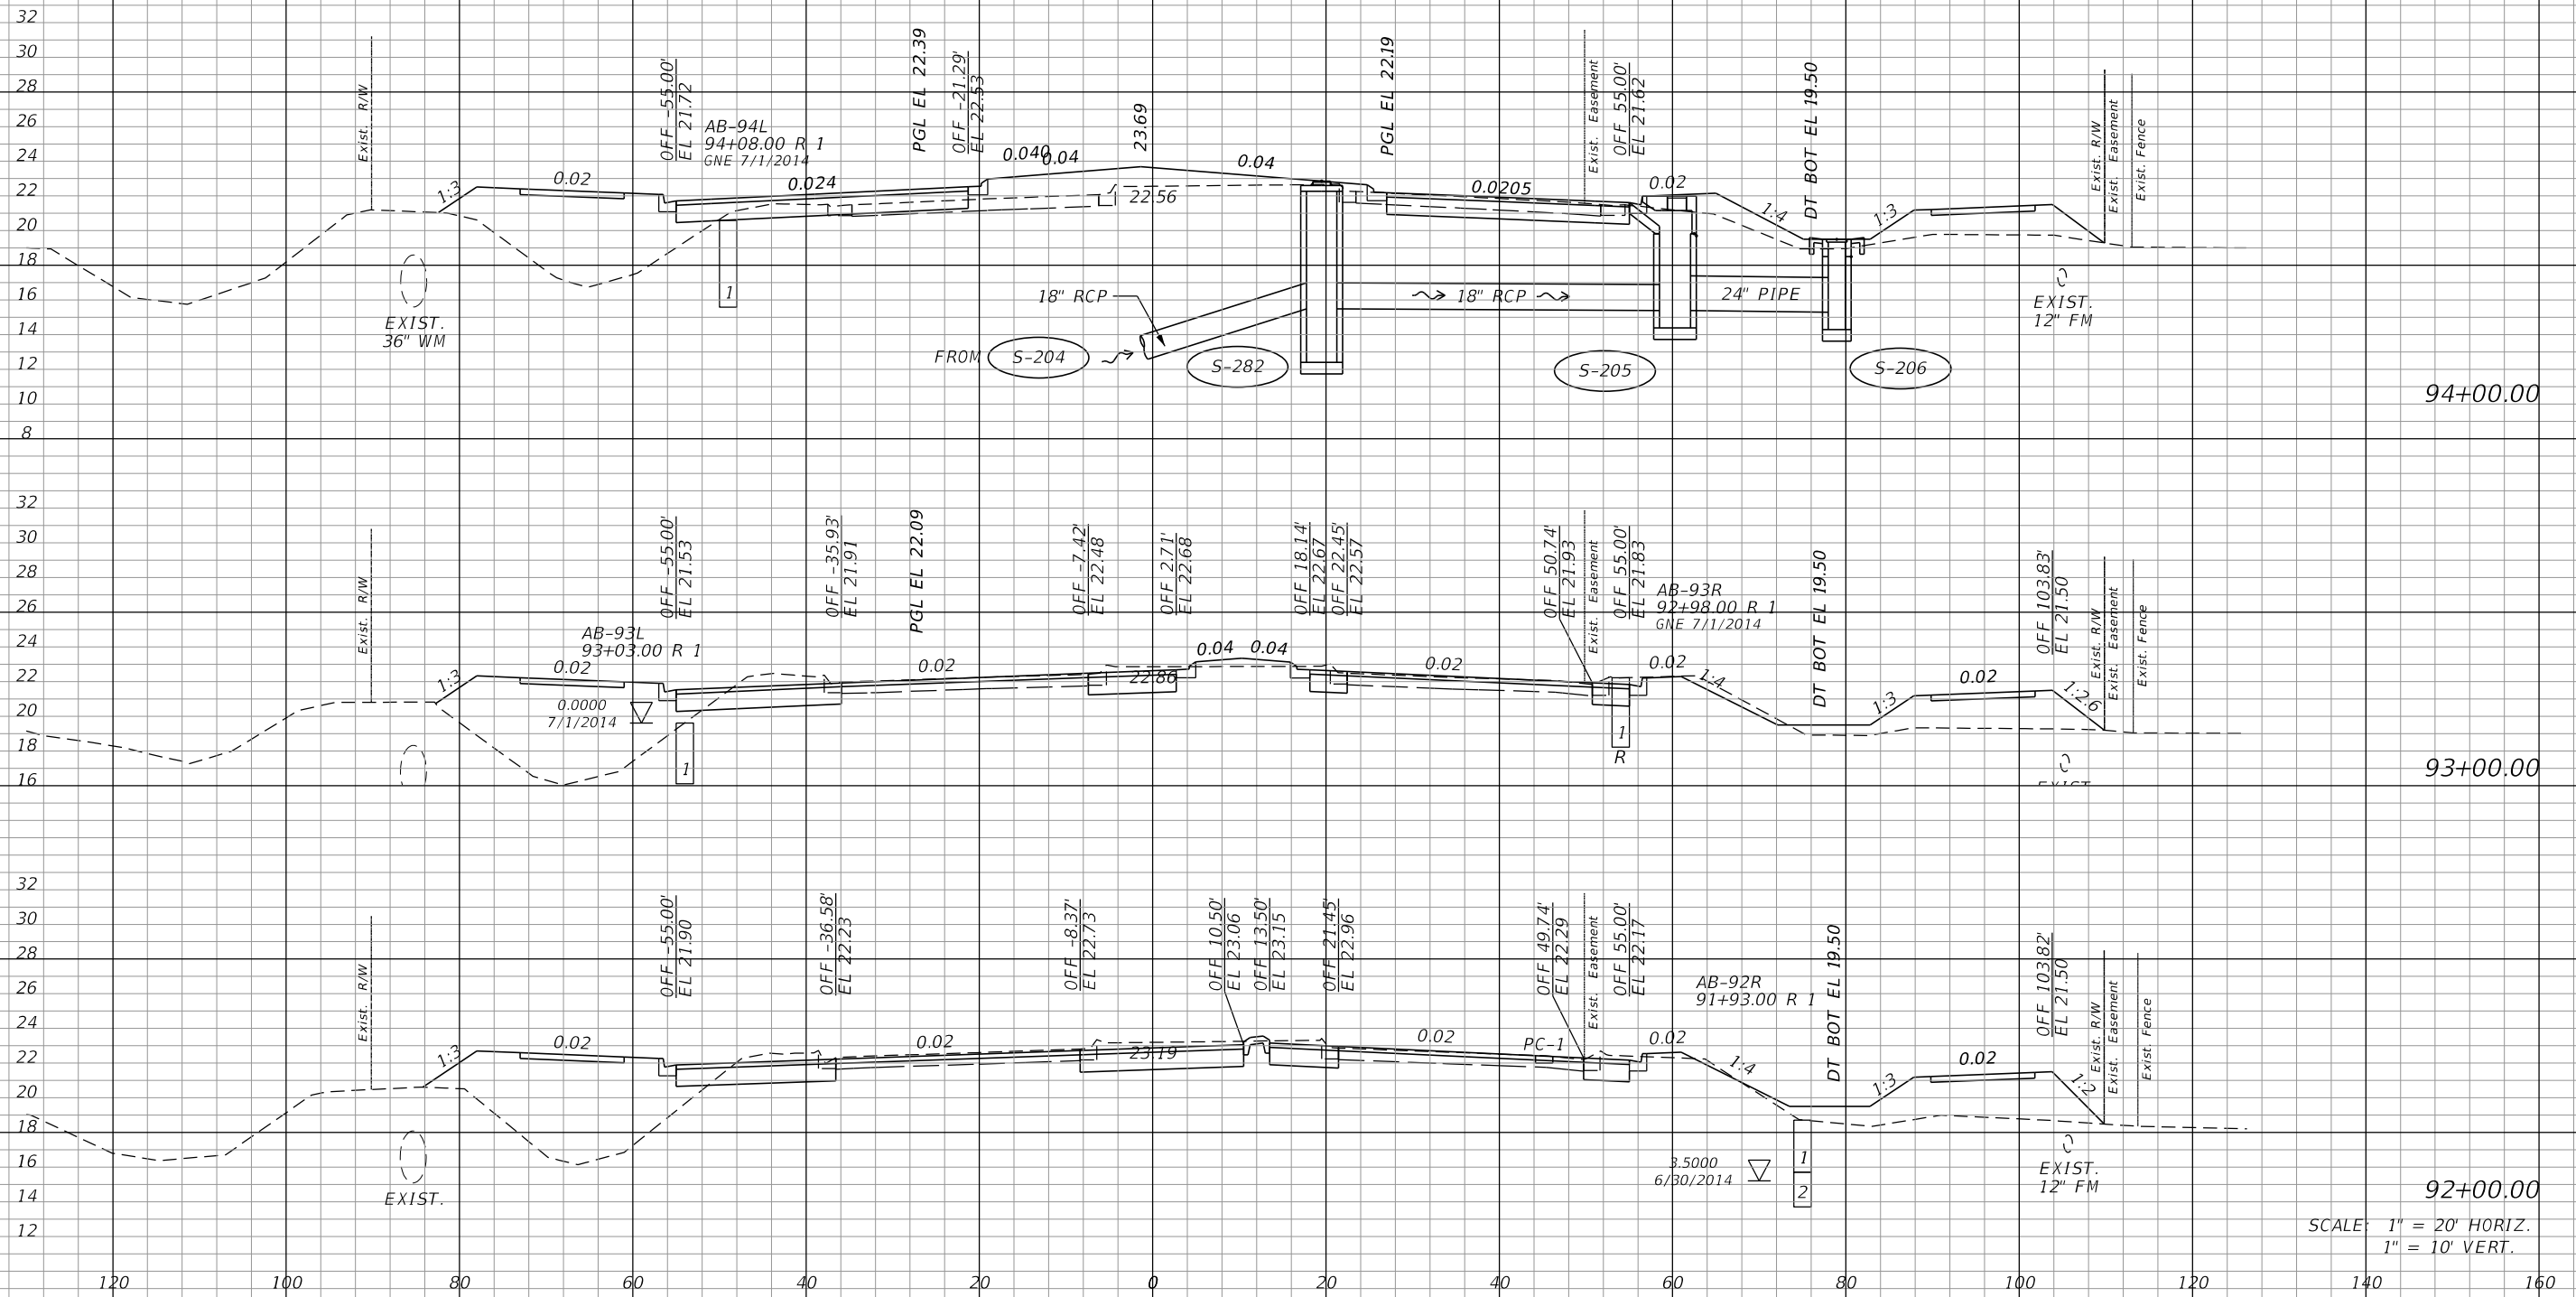 32
30
28
26
24
22
20
18
16
14
12
10
8
Exist. R/W
1:3
0.02
OFF -55.00'
EL 21.72
AB-94L
94+08.00 R 1
GNE 7/1/2014
0.024
PGL EL 22.39
OFF -21.29'
EL 22.53
0.040
0.04
23.69
0.04
22.56
PGL EL 22.19
0.0205
Exist. Easement
OFF 55.00'
EL 21.62
0.02
1:4
DT BOT EL 19.50
1:3
Exist. R/W
Exist. Easement
Exist. Fence
EXIST.
36" WM
1
18" RCP
FROM
S-204
S-282
18" RCP
24" PIPE
S-205
S-206
EXIST.
12" FM
94+00.00
32
30
28
26
24
22
20
18
16
Exist. R/W
1:3
0.02
AB-93L
93+03.00 R 1
OFF -55.00'
EL 21.53
OFF -35.93'
EL 21.91
PGL EL 22.09
0.02
OFF -7.42'
EL 22.48
OFF 2.71'
EL 22.68
22.86
0.04
0.04
OFF 18.14'
EL 22.67
OFF 22.45'
EL 22.57
0.02
OFF 50.74'
EL 21.93
Exist. Easement
OFF 55.00'
EL 21.83
AB-93R
92+98.00 R 1
GNE 7/1/2014
0.02
1:4
DT BOT EL 19.50
1:3
0.02
OFF 103.83'
EL 21.50
1:2.6
Exist. R/W
Exist. Easement
Exist. Fence
0.0000
7/1/2014
1
1
R
EXIST
93+00.00
32
30
28
26
24
22
20
18
16
14
12
Exist. R/W
1:3
0.02
OFF -55.00'
EL 21.90
OFF -36.58'
EL 22.23
0.02
OFF -8.37'
EL 22.73
23.19
OFF 10.50'
EL 23.06
OFF 13.50'
EL 23.15
OFF 21.45'
EL 22.96
0.02
PC-1
OFF 49.74'
EL 22.29
Exist. Easement
OFF 55.00'
EL 22.17
0.02
AB-92R
91+93.00 R 1
1:4
DT BOT EL 19.50
1:3
0.02
OFF 103.82'
EL 21.50
1:2
Exist. R/W
Exist. Easement
Exist. Fence
EXIST.
3.5000
6/30/2014
1
2
EXIST.
12" FM
92+00.00
SCALE: 1" = 20' HORIZ.
1" = 10' VERT.
120 100 80 60 40 20 0 20 40 60 80 100 120 140 160